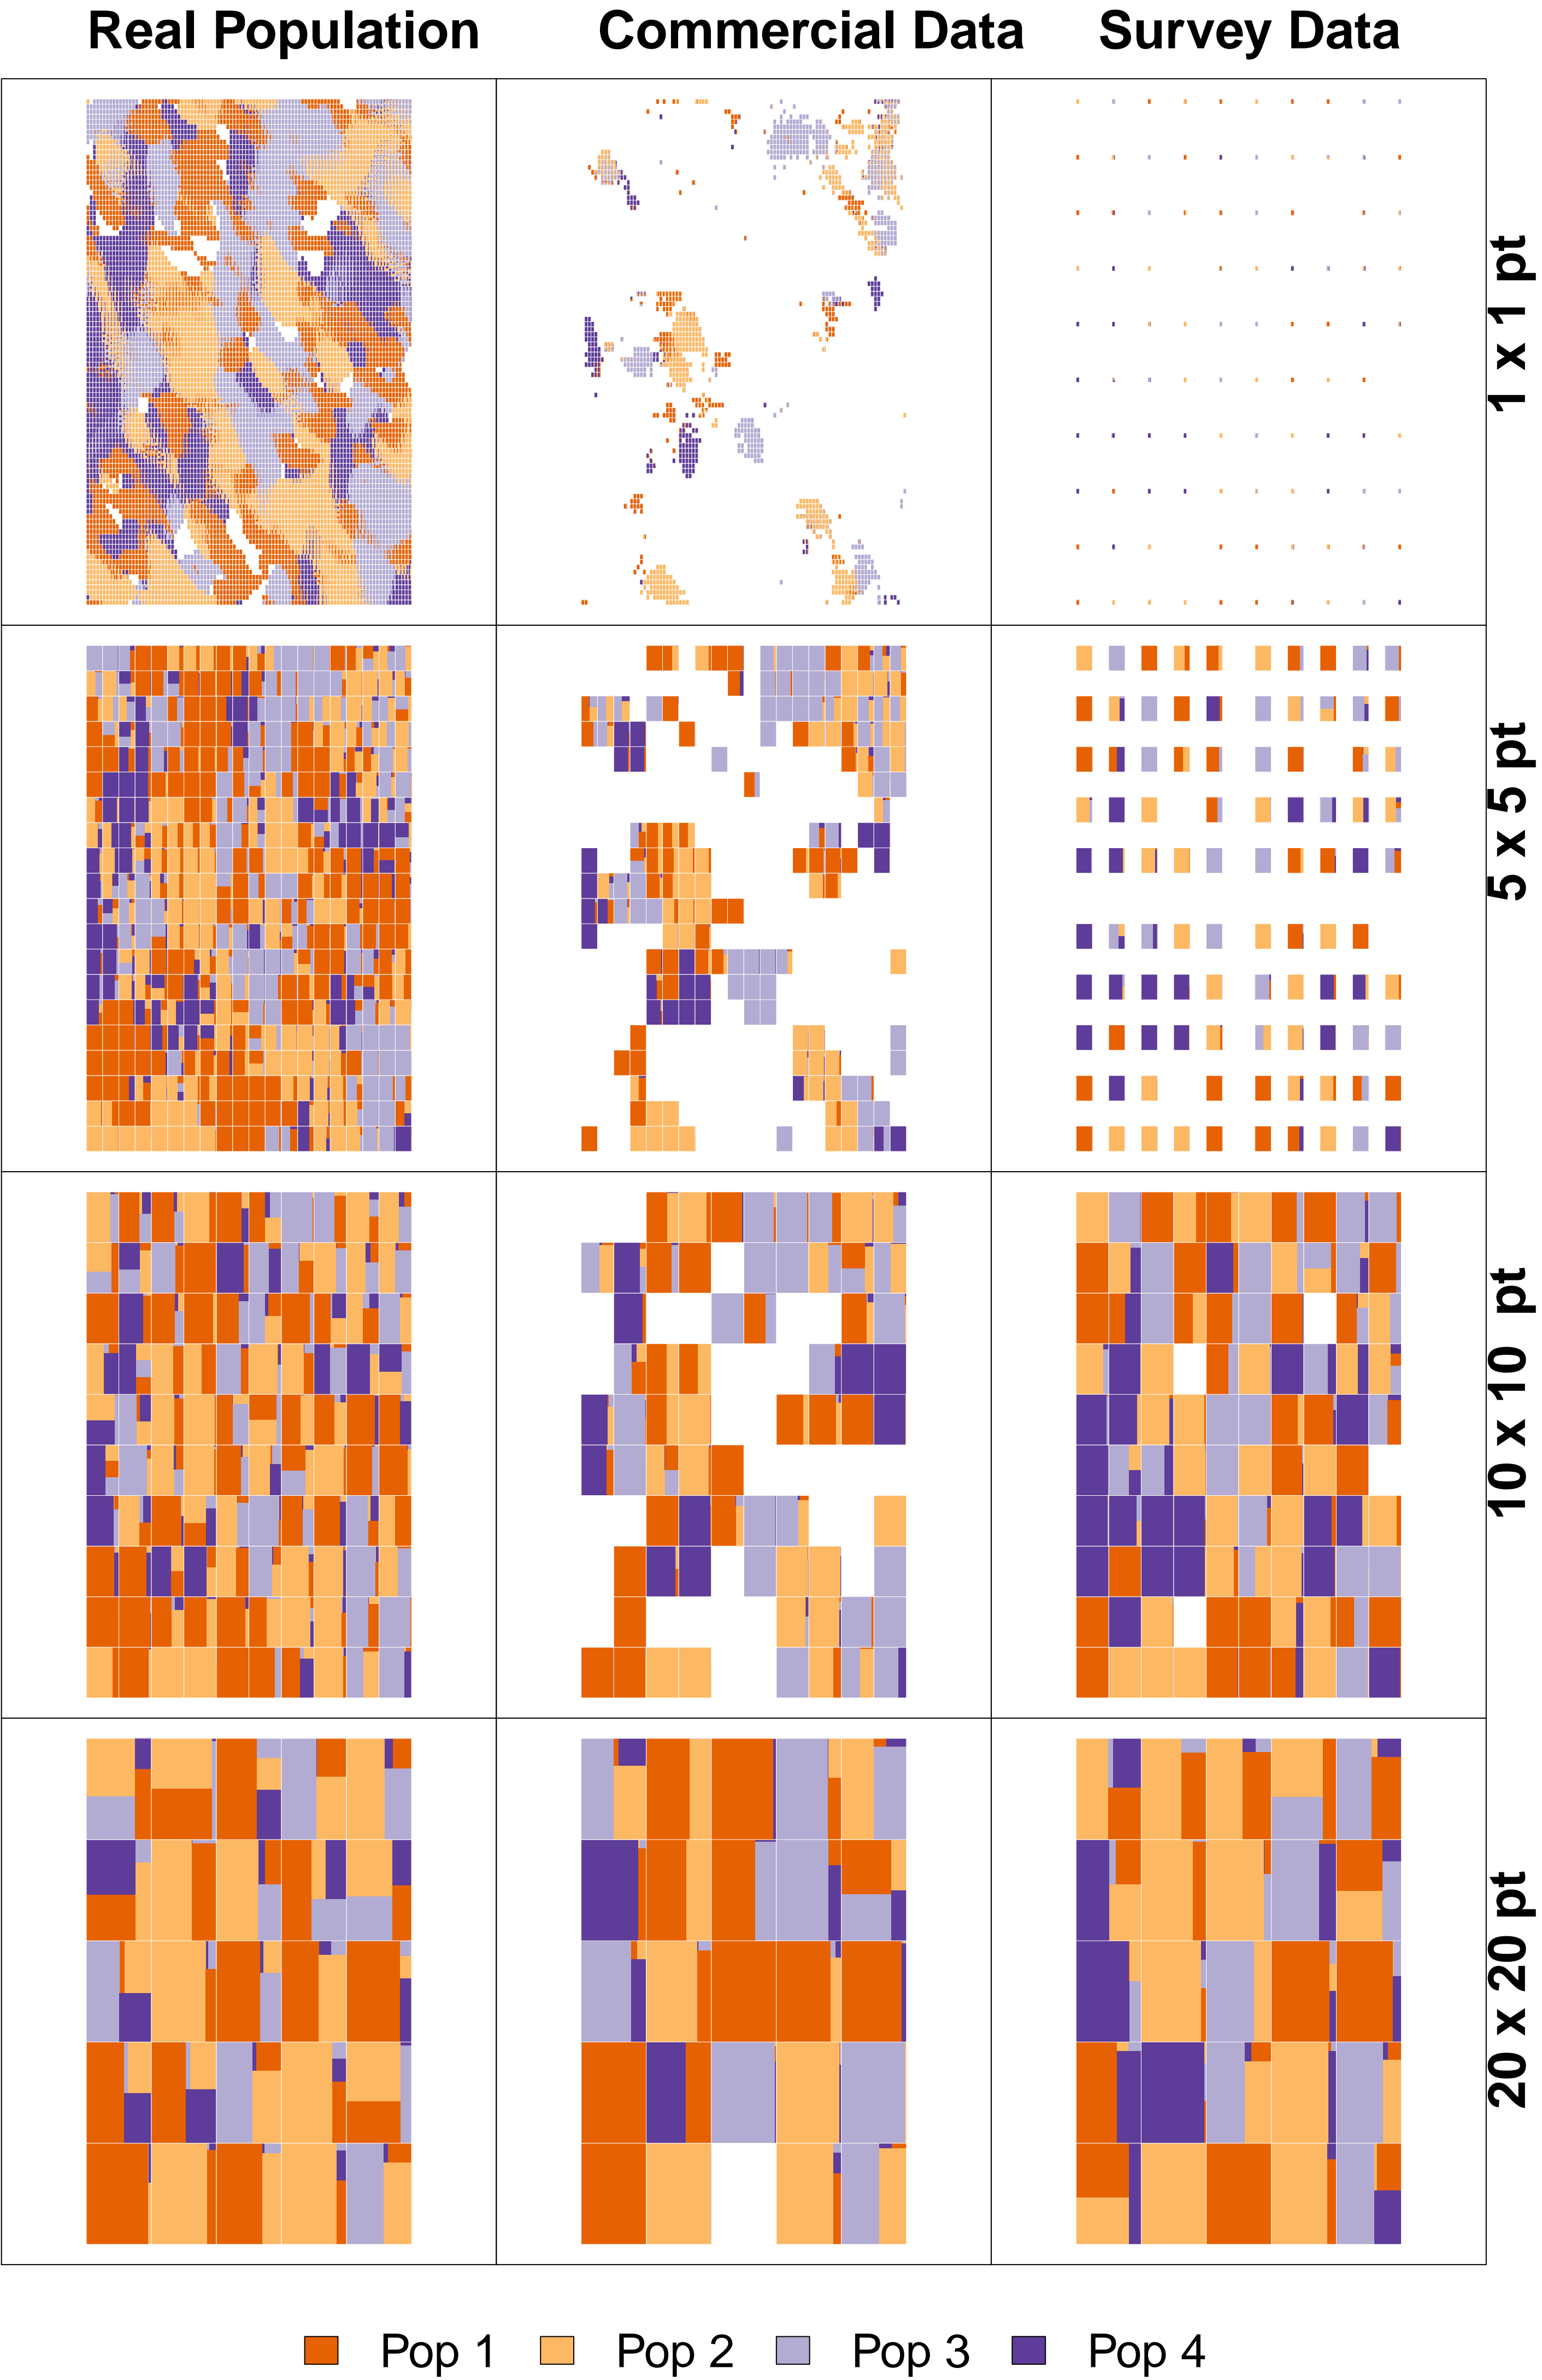 Real Population Commercial Data Survey Data
1 x 1 pt
5 x 5 pt
10 x 10 pt
20 x 20 pt
Pop 1 Pop 2 Pop 3 Pop 4